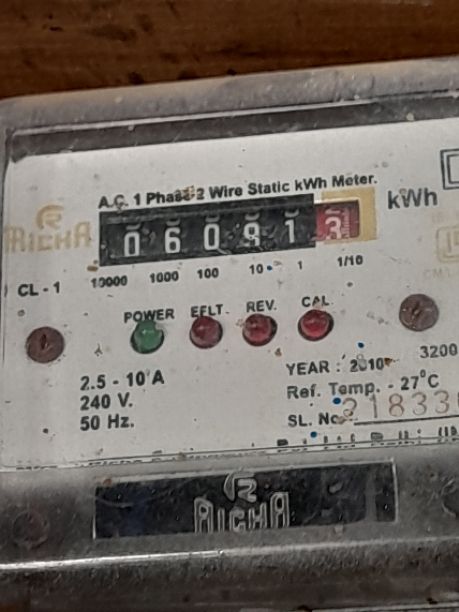 A.C. 1 Phase 2 Wire Static kWh Meter.
RICHA
0 6 0 9 1 3
kWh
CL - 1
10000 1000 100 10 1 1/10
POWER EFLT. REV. CAL
2.5 - 10 A
240 V.
50 Hz.
YEAR : 2010
3200
Ref. Temp. - 27°C
SL. No. 21833
RICHA